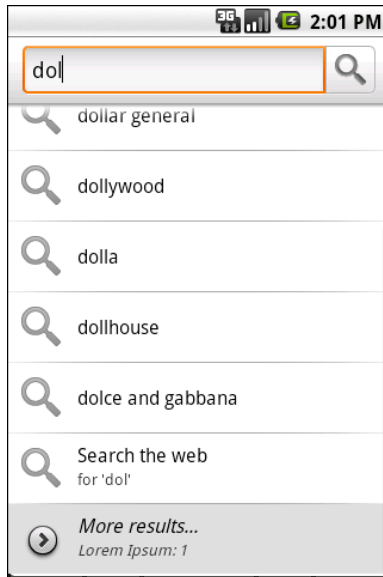 3G 2:01 PM
dol
dollar general
dollywood
dolla
dollhouse
dolce and gabbana
Search the web
for 'dol'
More results...
Lorem Ipsum: 1